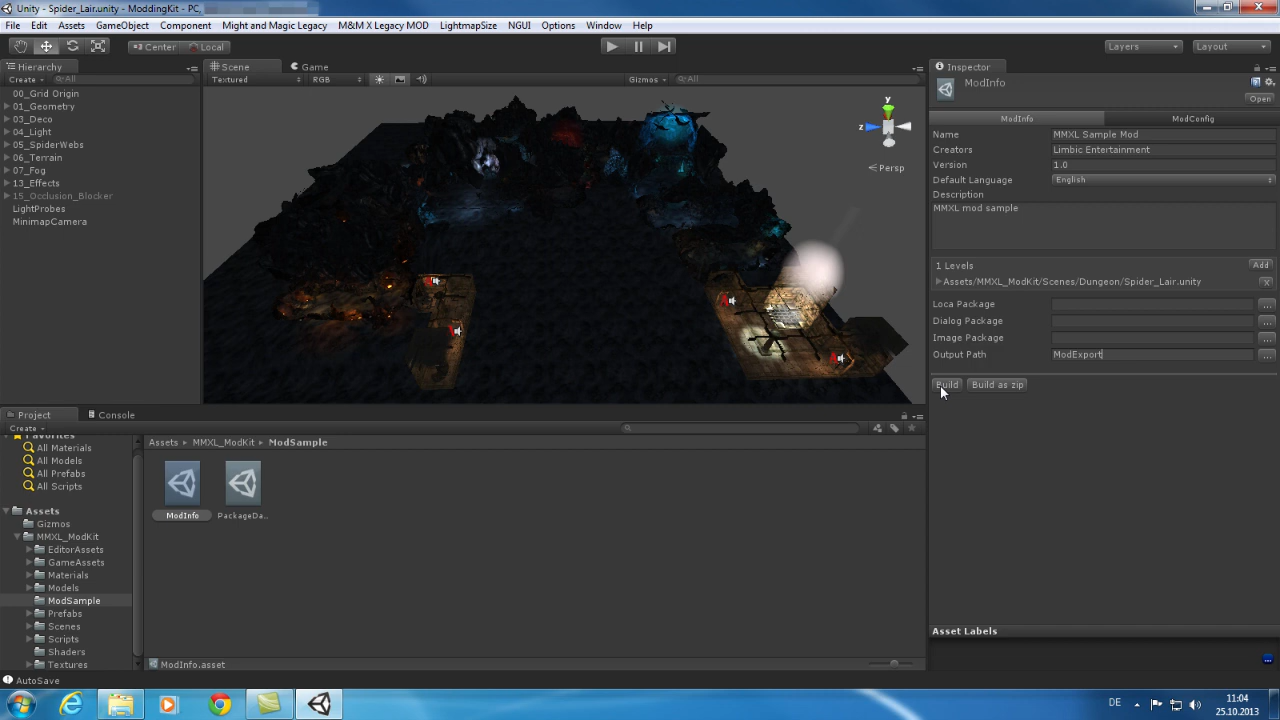 Unity - Spider_Lair.unity - ModdingKit - PC,
File Edit Assets GameObject Component Might and Magic Legacy M&M X Legacy MOD LightmapSize NGUI Options Window Help
Center Local Layers Layout
Hierarchy
Create All
00_Grid Origin
01_Geometry
03_Deco
04_Light
05_SpiderWebs
06_Terrain
07_Fog
13_Effects
15_Occlusion_Blocker
LightProbes
MinimapCamera
Scene Game
Textured RGB Gizmos All
y
z
Persp
Inspector
ModInfo
Open
ModInfo ModConfig
Name MMXL Sample Mod
Creators Limbic Entertainment
Version 1.0
Default Language English
Description
MMXL mod sample
1 Levels Add
Assets/MMXL_ModKit/Scenes/Dungeon/Spider_Lair.unity X
Loca Package ...
Dialog Package ...
Image Package ...
Output Path ModExport ...
Build Build as zip
Asset Labels
Project Console
Create
Favorites
All Materials
All Models
All Prefabs
All Scripts
Assets
Gizmos
MMXL_ModKit
EditorAssets
GameAssets
Materials
Models
ModSample
Prefabs
Scenes
Scripts
Shaders
Textures
Assets MMXL_ModKit ModSample
ModInfo PackageDa...
ModInfo.asset
AutoSave
DE 11:04
25.10.2013